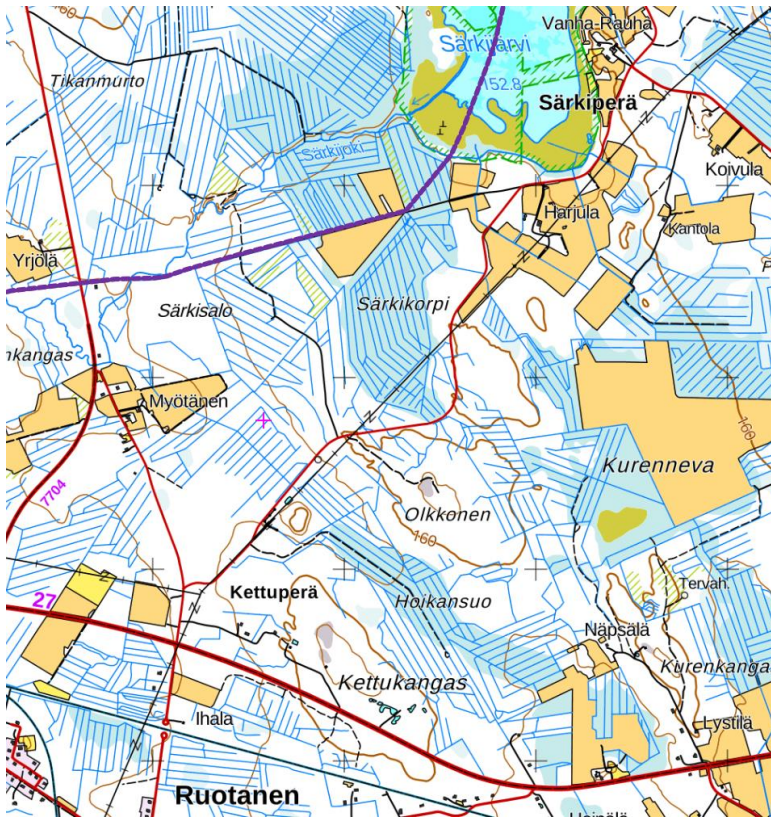 160
Vanha-Rauha
Särkijärvi
Tikanmurto
152.8
Särkiperä
Särkijoki
Koivula
Harjula
Kantola
Yrjölä
P
Särkisalo
Särkikorpi
nkangas
Myötänen
160
Kurenneva
7704
Olkkonen
160
Kettuperä
Hoikansuo
Tervah.
27
Näpsälä
Kurenkanga
Kettukangas
Ihala
Lystilä
Ruotanen